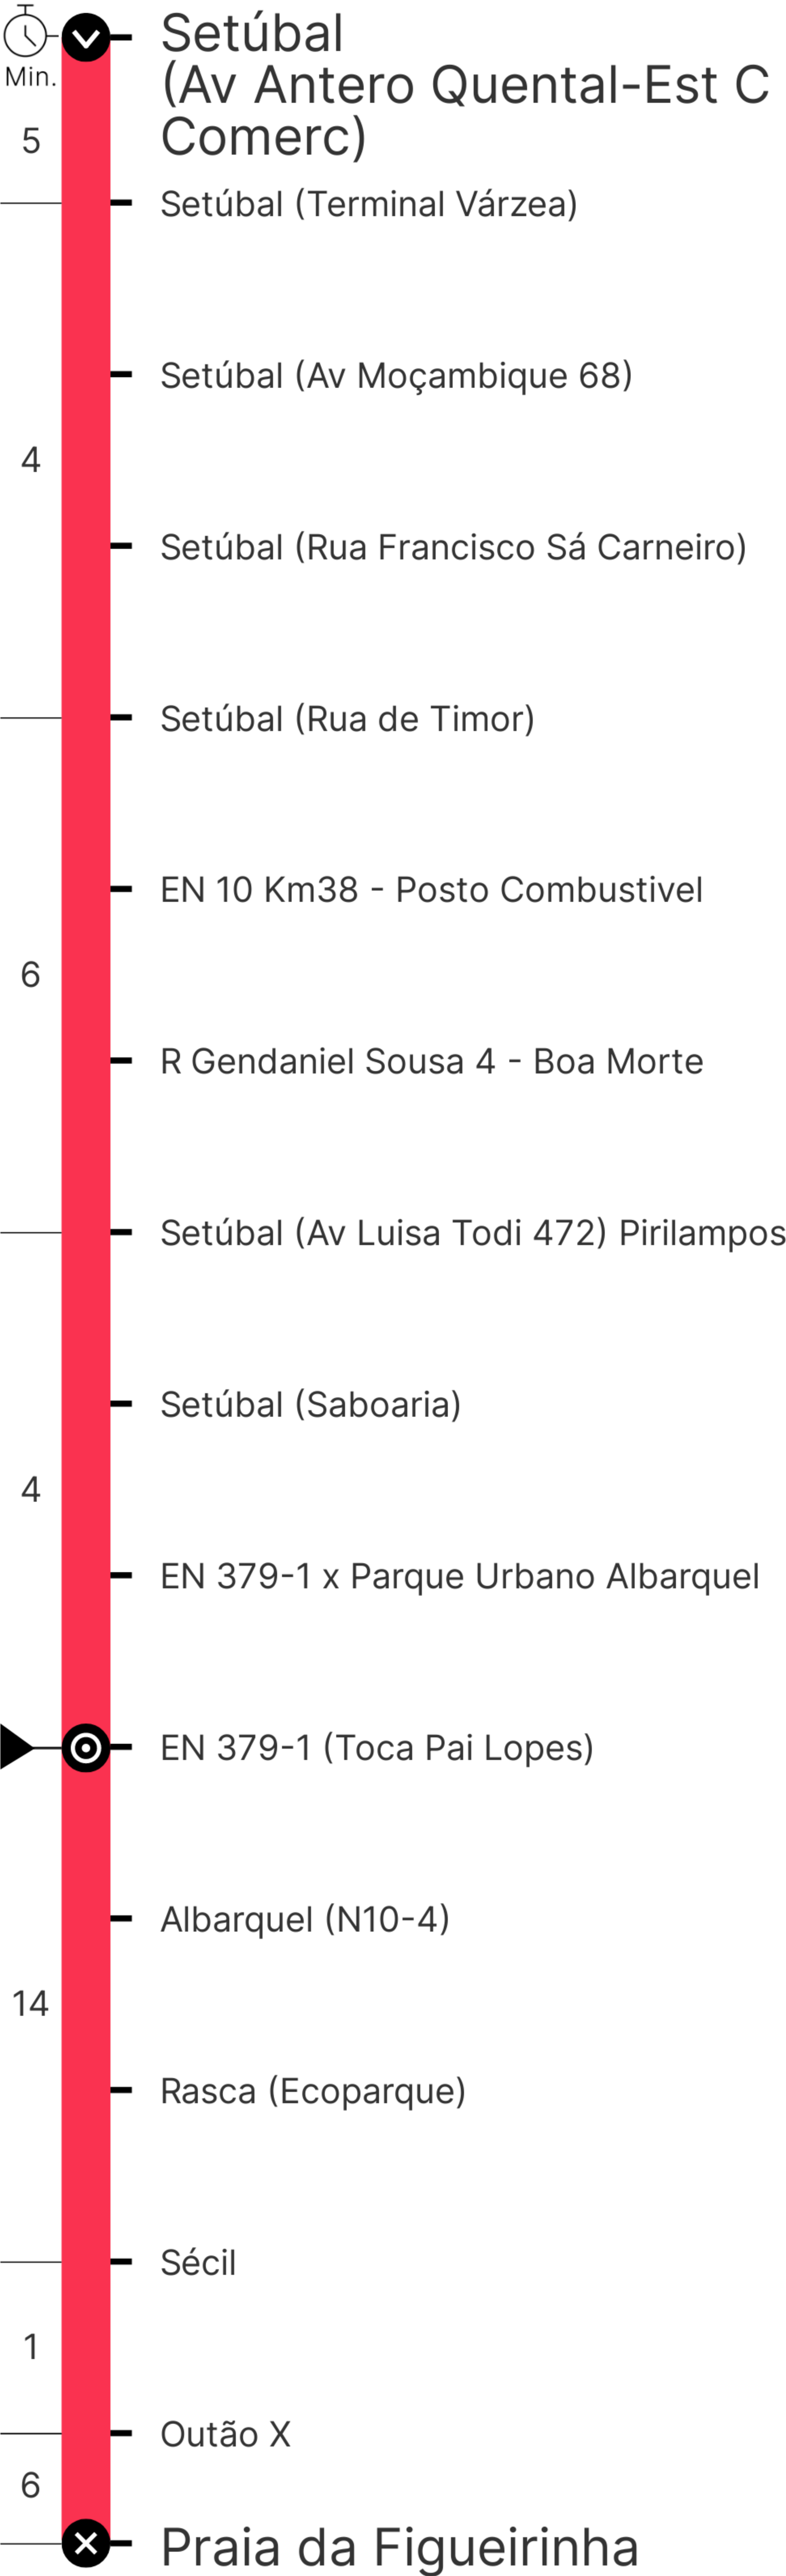 Min.
Setúbal
(Av Antero Quental-Est C
Comerc)
5
Setúbal (Terminal Várzea)
Setúbal (Av Moçambique 68)
4
Setúbal (Rua Francisco Sá Carneiro)
Setúbal (Rua de Timor)
EN 10 Km38 - Posto Combustivel
6
R Gendaniel Sousa 4 - Boa Morte
Setúbal (Av Luisa Todi 472) Pirilampos
Setúbal (Saboaria)
4
EN 379-1 x Parque Urbano Albarquel
EN 379-1 (Toca Pai Lopes)
Albarquel (N10-4)
14
Rasca (Ecoparque)
Sécil
1
Outão X
6
Praia da Figueirinha